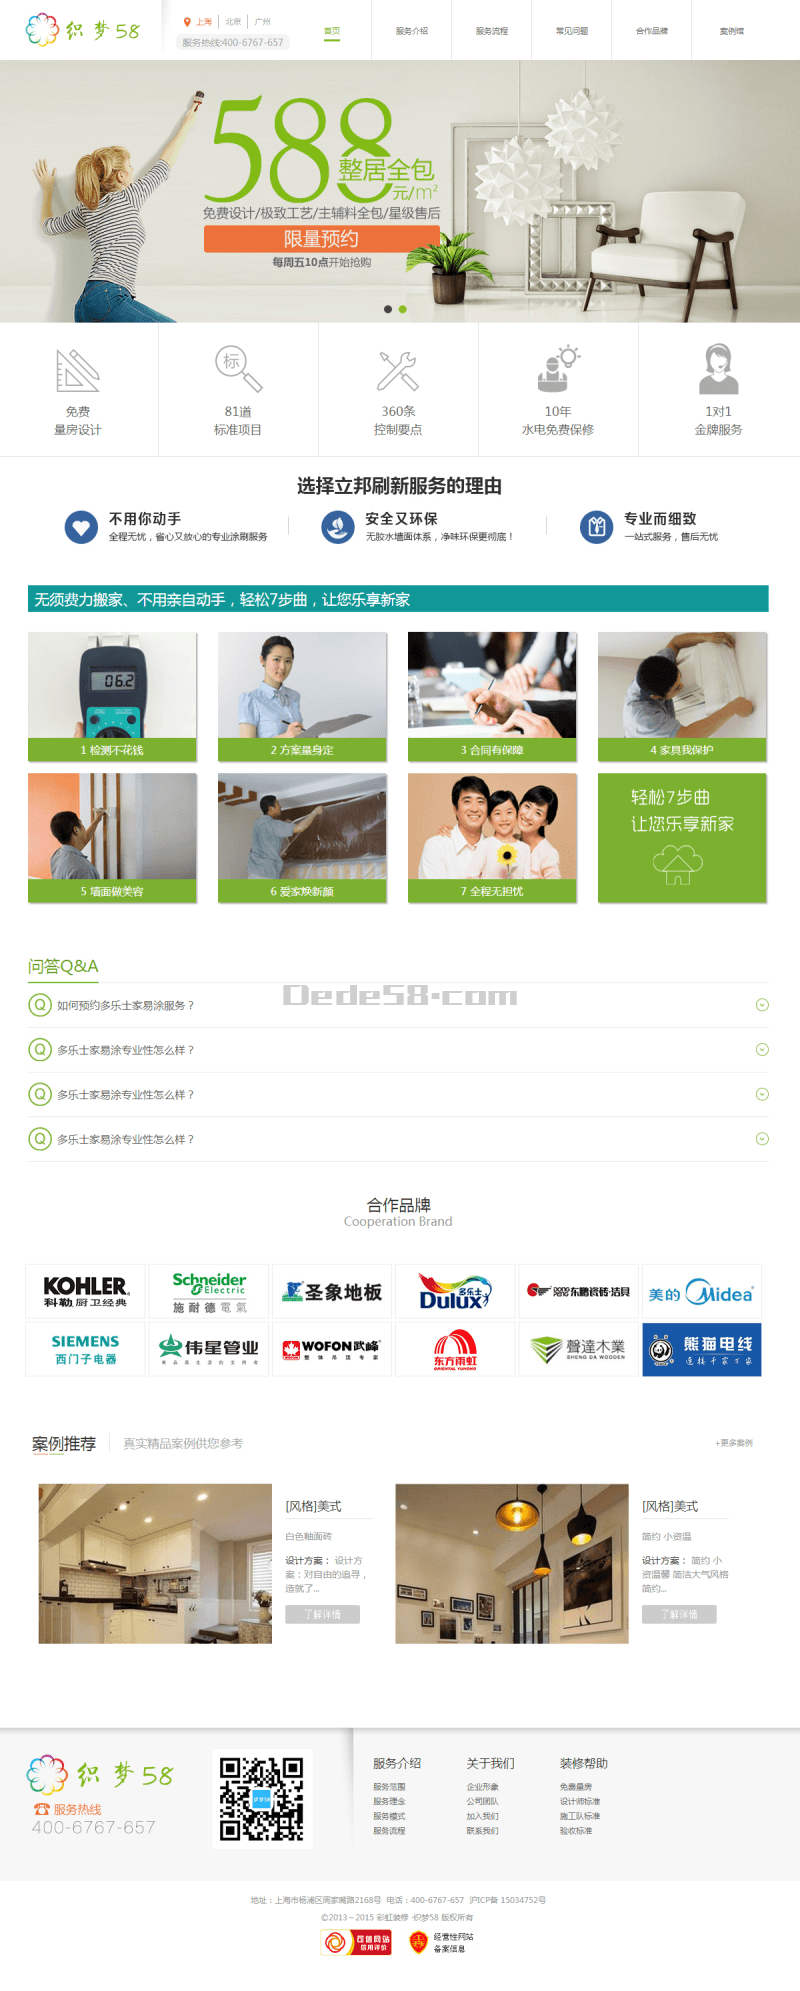 织梦58
上海 北京 广州
服务热线:400-6767-657
首页 服务介绍 服务流程 常见问题 合作品牌 案例馆
588
整居全包
元/m²
免费设计/极致工艺/主辅料全包/星级售后
限量预约
每周五10点开始抢购
标
免费
量房设计
81道
标准项目
360条
控制要点
10年
水电免费保修
1对1
金牌服务
选择立邦刷新服务的理由
不用你动手
全程无忧，省心又放心的专业涂刷服务
安全又环保
无胶水墙面体系，净味环保更彻底！
专业而细致
一站式服务，售后无忧
无须费力搬家、不用亲自动手，轻松7步曲，让您乐享新家
06.2
1 检测不花钱
2 方案量身定
3 合同有保障
4 家具我保护
5 墙面做美容
6 爱家焕新颜
7 全程无担忧
轻松7步曲
让您乐享新家
问答Q&A
Dede58.com
Q 如何预约多乐士家易涂服务？
Q 多乐士家易涂专业性怎么样？
Q 多乐士家易涂专业性怎么样？
Q 多乐士家易涂专业性怎么样？
合作品牌
Cooperation Brand
KOHLER
科勒厨卫经典
Schneider
Electric
施耐德電氣
圣象地板
多乐士
Dulux
东鹏瓷砖·洁具
美的 Midea
SIEMENS
西门子电器
伟星管业
WOFON武峰
整体吊顶专家
东方雨虹
ORIENTAL YUHONG
聲達木業
SHENG DA WOODEN
熊猫电线
连接千家万家
案例推荐 真实精品案例供您参考 +更多案例
[风格]美式
白色釉面砖
设计方案： 设计方
案：对自由的追寻，
造就了...
了解详情
[风格]美式
简约 小资温
设计方案： 简约 小
资温馨 简洁大气风格
简约...
了解详情
织梦58
服务热线
400-6767-657
织梦58
服务介绍
服务范围
服务理念
服务模式
服务流程
关于我们
企业形象
公司团队
加入我们
联系我们
装修帮助
免费量房
设计师标准
施工队标准
验收标准
地址：上海市杨浦区周家嘴路2168号 电话：400-6767-657 沪ICP备 15034752号
©2013－2015 彩虹装修·织梦58 版权所有
可信网站
信用评价
经营性网站
备案信息